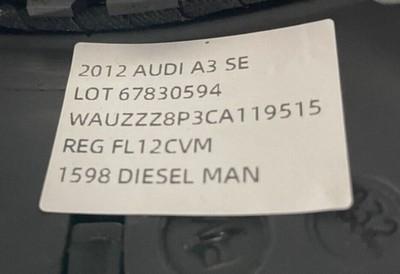 2012 AUDI A3 SE
LOT 67830594
WAUZZZ8P3CA119515
REG FL12CVM
1598 DIESEL MAN